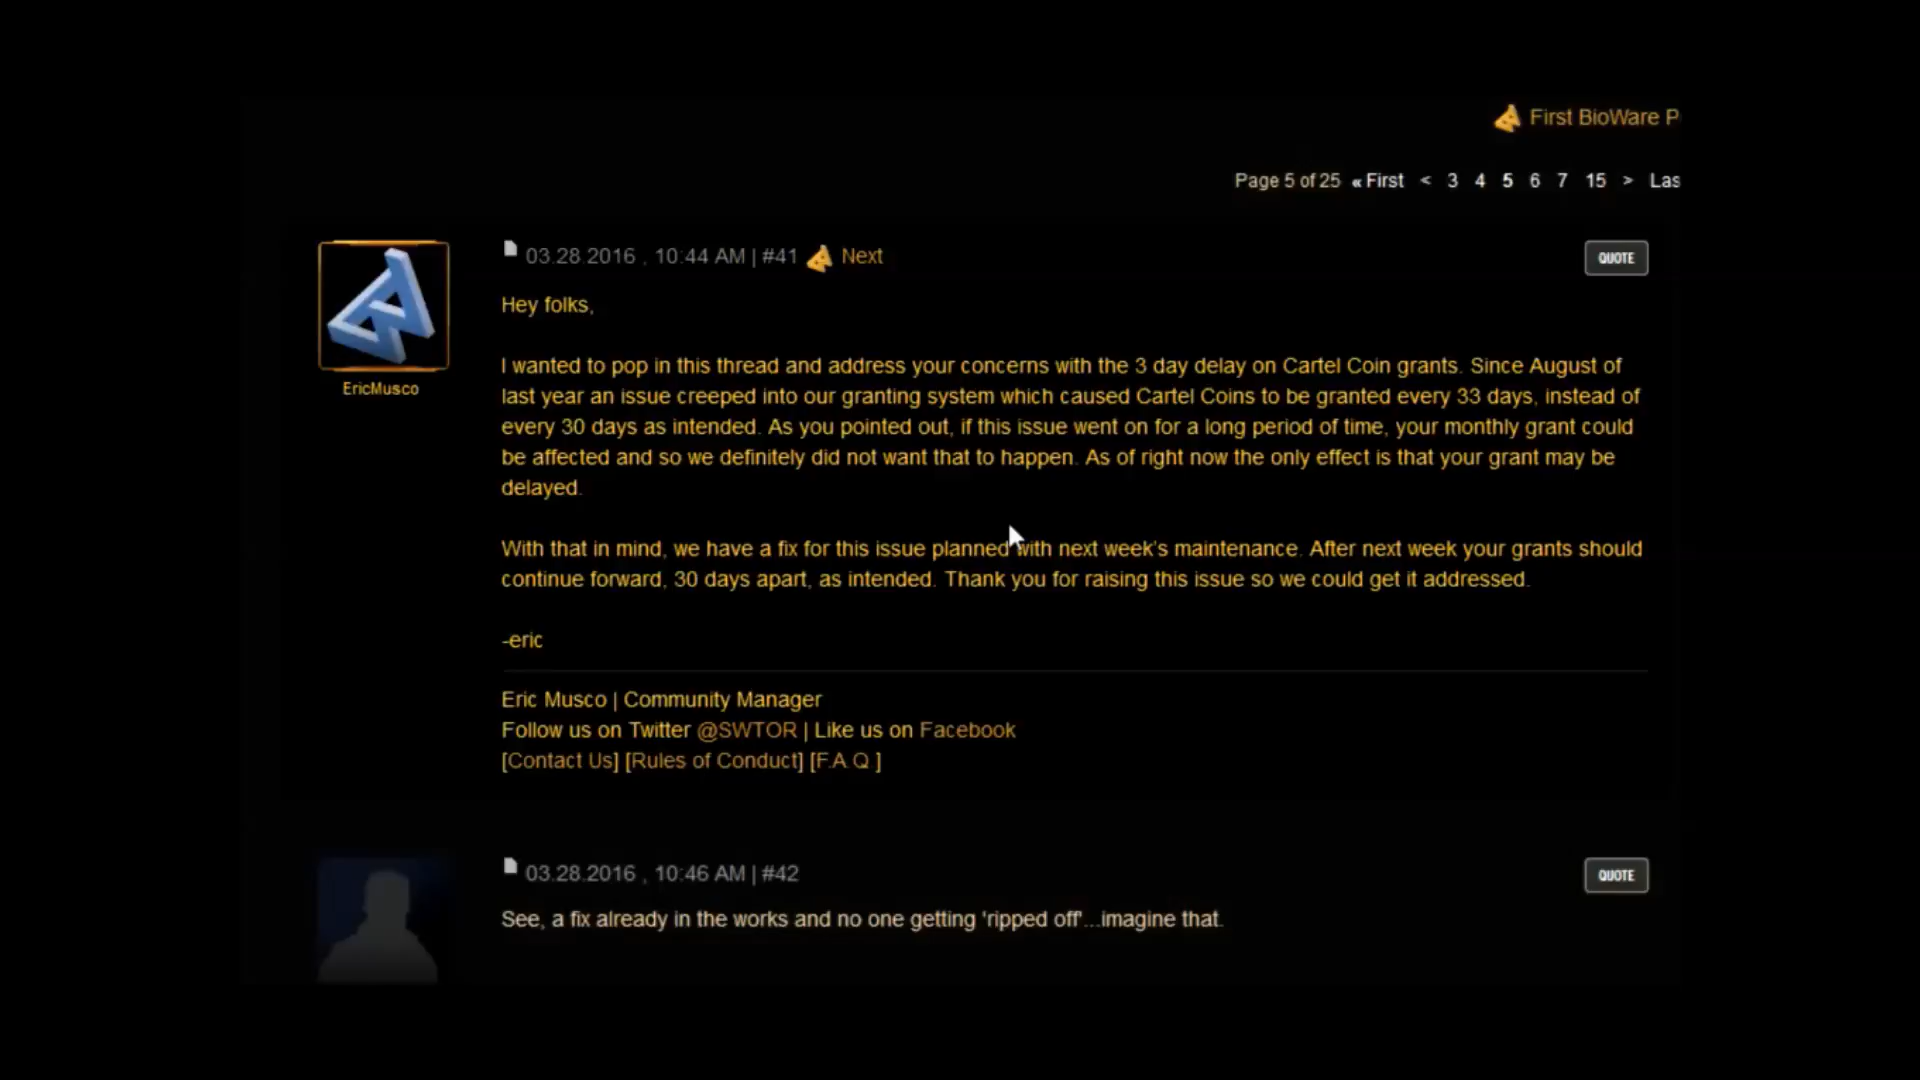 First BioWare P
Page 5 of 25 « First < 3 4 5 6 7 15 > Las
03.28.2016 , 10:44 AM | #41 Next
QUOTE
EricMusco
Hey folks,
I wanted to pop in this thread and address your concerns with the 3 day delay on Cartel Coin grants. Since August of
last year an issue creeped into our granting system which caused Cartel Coins to be granted every 33 days, instead of
every 30 days as intended. As you pointed out, if this issue went on for a long period of time, your monthly grant could
be affected and so we definitely did not want that to happen. As of right now the only effect is that your grant may be
delayed.
With that in mind, we have a fix for this issue planned with next week's maintenance. After next week your grants should
continue forward, 30 days apart, as intended. Thank you for raising this issue so we could get it addressed.
-eric
Eric Musco | Community Manager
Follow us on Twitter @SWTOR | Like us on Facebook
[Contact Us] [Rules of Conduct] [F.A.Q.]
03.28.2016 , 10:46 AM | #42
QUOTE
See, a fix already in the works and no one getting 'ripped off'...imagine that.